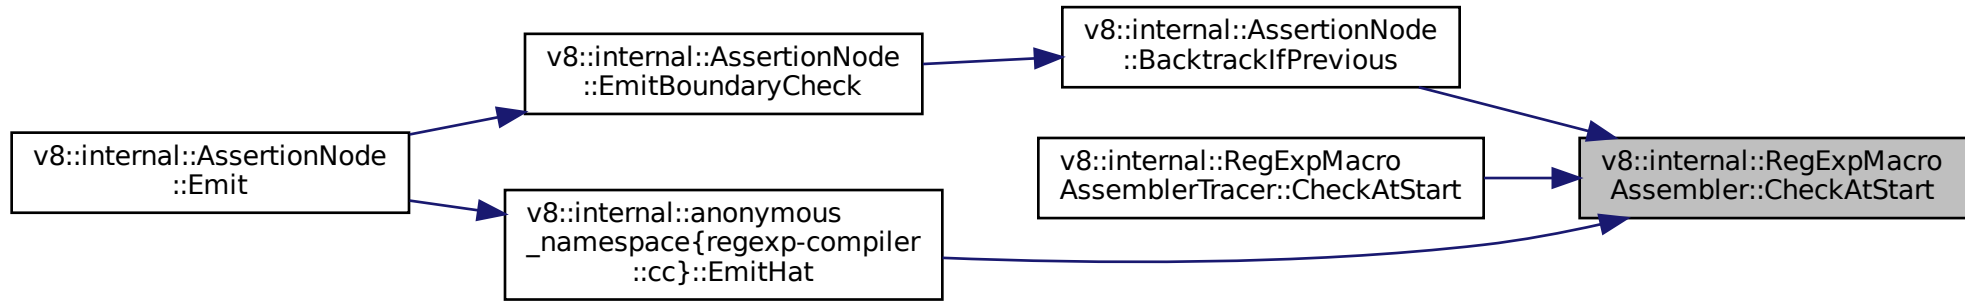 v8::internal::AssertionNode
::Emit
v8::internal::AssertionNode
::EmitBoundaryCheck
v8::internal::anonymous
_namespace{regexp-compiler
::cc}::EmitHat
v8::internal::AssertionNode
::BacktrackIfPrevious
v8::internal::RegExpMacro
AssemblerTracer::CheckAtStart
v8::internal::RegExpMacro
Assembler::CheckAtStart